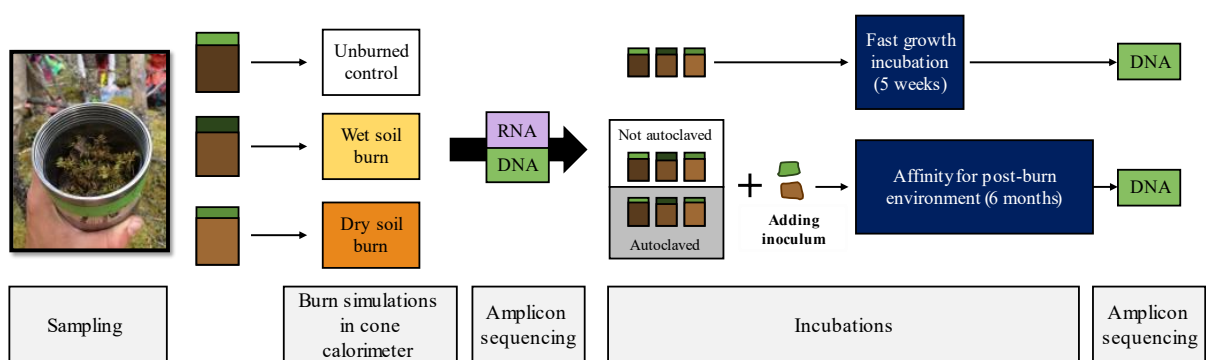 Unburned
control
Wet soil
burn
Dry soil
burn
RNA
DNA
Fast growth
incubation
(5 weeks)
DNA
Not autoclaved
Autoclaved
+
Adding
inoculum
Affinity for post-burn
environment (6 months)
DNA
Sampling
Burn simulations
in cone
calorimeter
Amplicon
sequencing
Incubations
Amplicon
sequencing